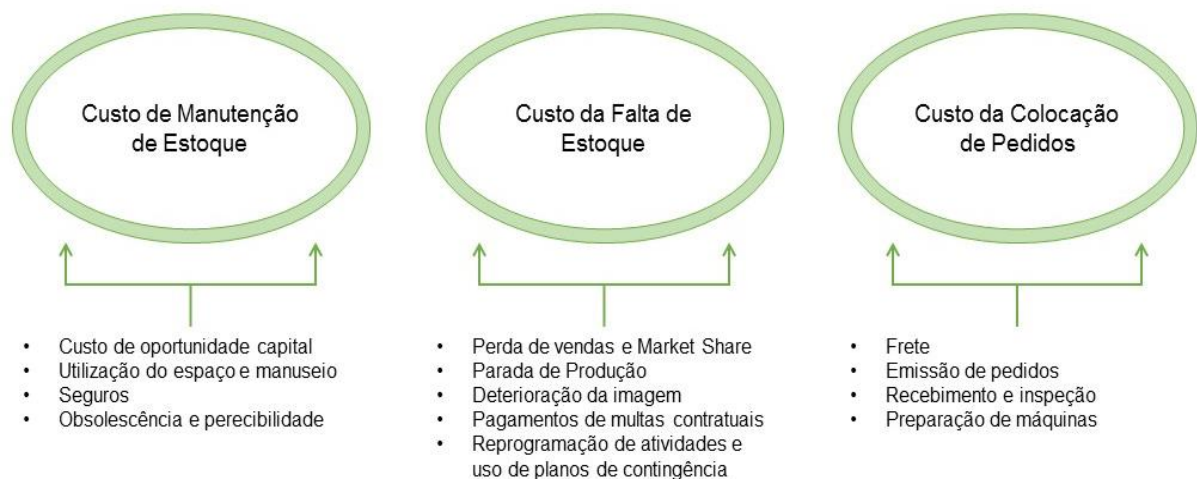 Custo de Manutenção
de Estoque
• Custo de oportunidade capital
• Utilização do espaço e manuseio
• Seguros
• Obsolescência e perecibilidade
Custo da Falta de
Estoque
• Perda de vendas e Market Share
• Parada de Produção
• Deterioração da imagem
• Pagamentos de multas contratuais
• Reprogramação de atividades e
uso de planos de contingência
Custo da Colocação
de Pedidos
• Frete
• Emissão de pedidos
• Recebimento e inspeção
• Preparação de máquinas